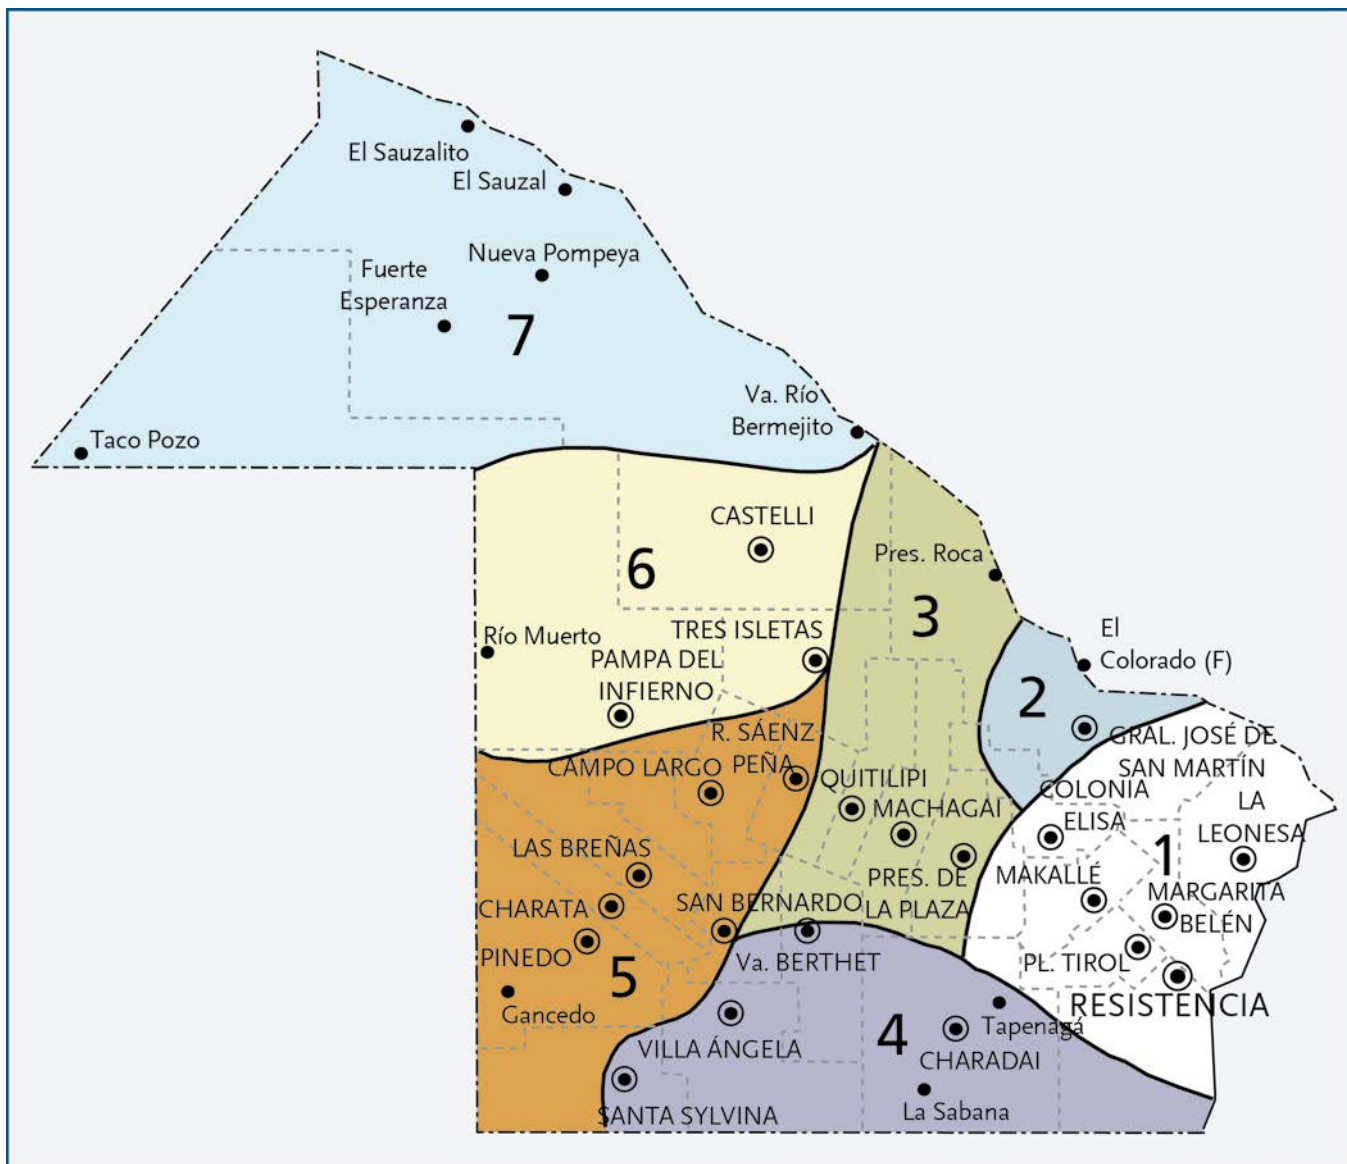 El Sauzalito
El Sauzal
Nueva Pompeya
Fuerte
Esperanza
7
Va. Río
Bermejito
Taco Pozo
CASTELLI
6
Pres. Roca
3
Río Muerto
TRES ISLETAS
PAMPA DEL
INFIERNO
El
Colorado (F)
2
R. SÁENZ
PEÑA
CAMPO LARGO
QUITILIPI
MACHAGAI
GRAL. JOSÉ DE
SAN MARTÍN
COLONIA
ELISA
LA
LEONESA
1
LAS BREÑAS
CHARATA
PINEDO
SAN BERNARDO
PRES. DE
LA PLAZA
MAKALLÉ
MARGARITA
BELÉN
Va. BERTHET
PL. TIROL
5
Gancedo
RESISTENCIA
4
Tapenagá
VILLA ÁNGELA
CHARADAI
SANTA SYLVINA
La Sabana